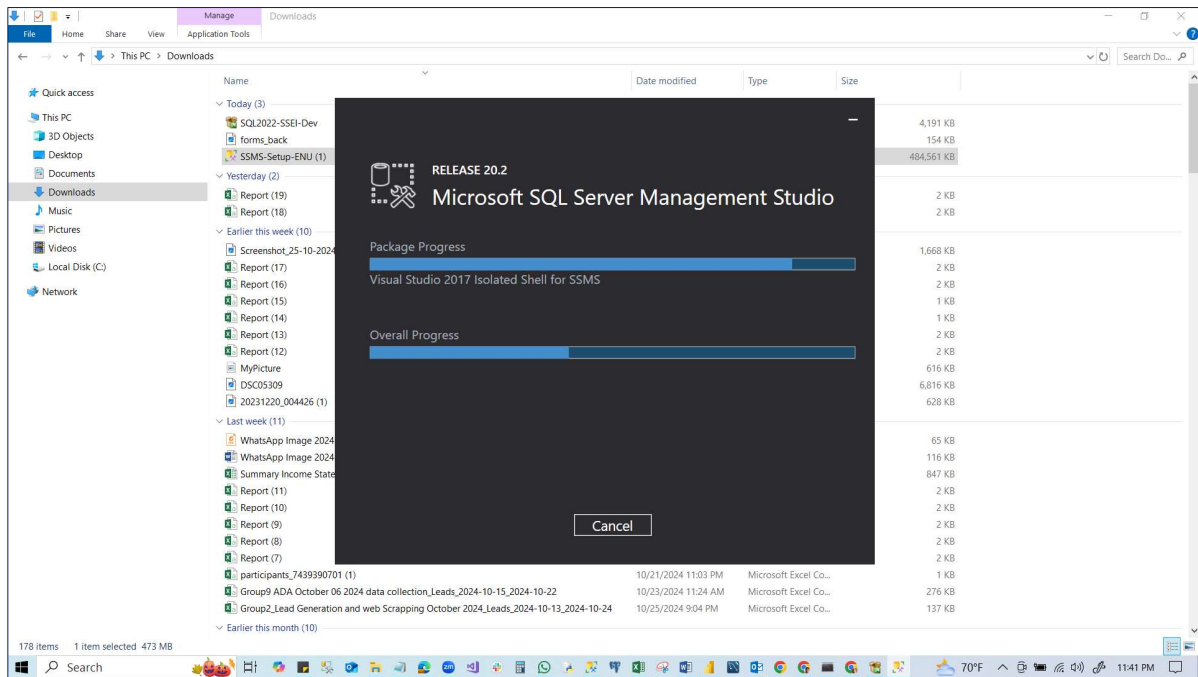 Manage
Downloads
File
Home
Share
View
Application Tools
This PC > Downloads
Search Do...
Name
Date modified
Type
Size
Quick access
This PC
3D Objects
Desktop
Documents
Downloads
Music
Pictures
Videos
Local Disk (C:)
Network
Today (3)
SQL2022-SSEI-Dev 4,191 KB
forms_back 154 KB
SSMS-Setup-ENU (1) 484,561 KB
Yesterday (2)
Report (19) 2 KB
Report (18) 2 KB
Earlier this week (10)
Screenshot_25-10-2024 1,668 KB
Report (17) 2 KB
Report (16) 2 KB
Report (15) 1 KB
Report (14) 1 KB
Report (13) 2 KB
Report (12) 2 KB
MyPicture 616 KB
DSC05309 6,816 KB
20231220_004426 (1) 628 KB
Last week (11)
WhatsApp Image 2024 65 KB
WhatsApp Image 2024 116 KB
Summary Income State 847 KB
Report (11) 2 KB
Report (10) 2 KB
Report (9) 2 KB
Report (8) 2 KB
Report (7) 2 KB
participants_7439390701 (1) 10/21/2024 11:03 PM Microsoft Excel Co... 1 KB
Group9 ADA October 06 2024 data collection_Leads_2024-10-15_2024-10-22 10/23/2024 11:24 AM Microsoft Excel Co... 276 KB
Group2_Lead Generation and web Scrapping October 2024_Leads_2024-10-13_2024-10-24 10/25/2024 9:04 PM Microsoft Excel Co... 137 KB
Earlier this month (10)
RELEASE 20.2
Microsoft SQL Server Management Studio
Package Progress
Visual Studio 2017 Isolated Shell for SSMS
Overall Progress
Cancel
178 items 1 item selected 473 MB
Search
70°F
11:41 PM